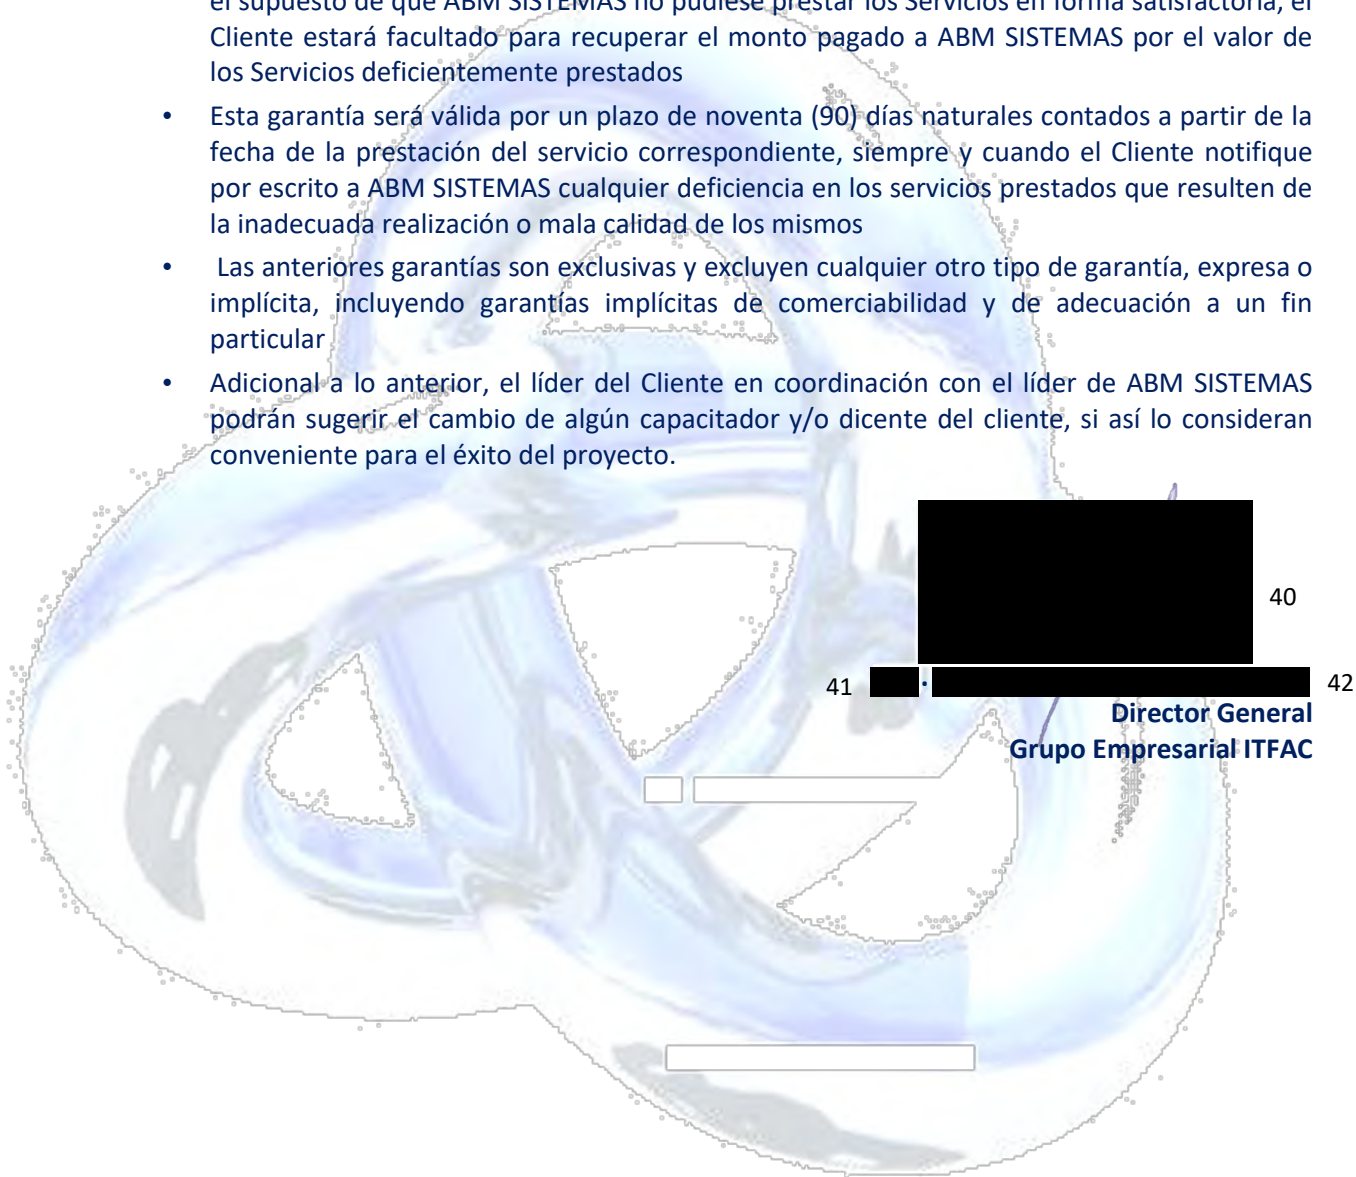 el supuesto de que ABM SISTEMAS no pudiese prestar los Servicios en forma satisfactoria, el
Cliente estará facultado para recuperar el monto pagado a ABM SISTEMAS por el valor de
los Servicios deficientemente prestados
• Esta garantía será válida por un plazo de noventa (90) días naturales contados a partir de la
fecha de la prestación del servicio correspondiente, siempre y cuando el Cliente notifique
por escrito a ABM SISTEMAS cualquier deficiencia en los servicios prestados que resulten de
la inadecuada realización o mala calidad de los mismos
• Las anteriores garantías son exclusivas y excluyen cualquier otro tipo de garantía, expresa o
implícita, incluyendo garantías implícitas de comerciabilidad y de adecuación a un fin
particular
• Adicional a lo anterior, el líder del Cliente en coordinación con el líder de ABM SISTEMAS
podrán sugerir el cambio de algún capacitador y/o dicente del cliente, si así lo consideran
conveniente para el éxito del proyecto.
40
41 . 42
Director General
Grupo Empresarial ITFAC